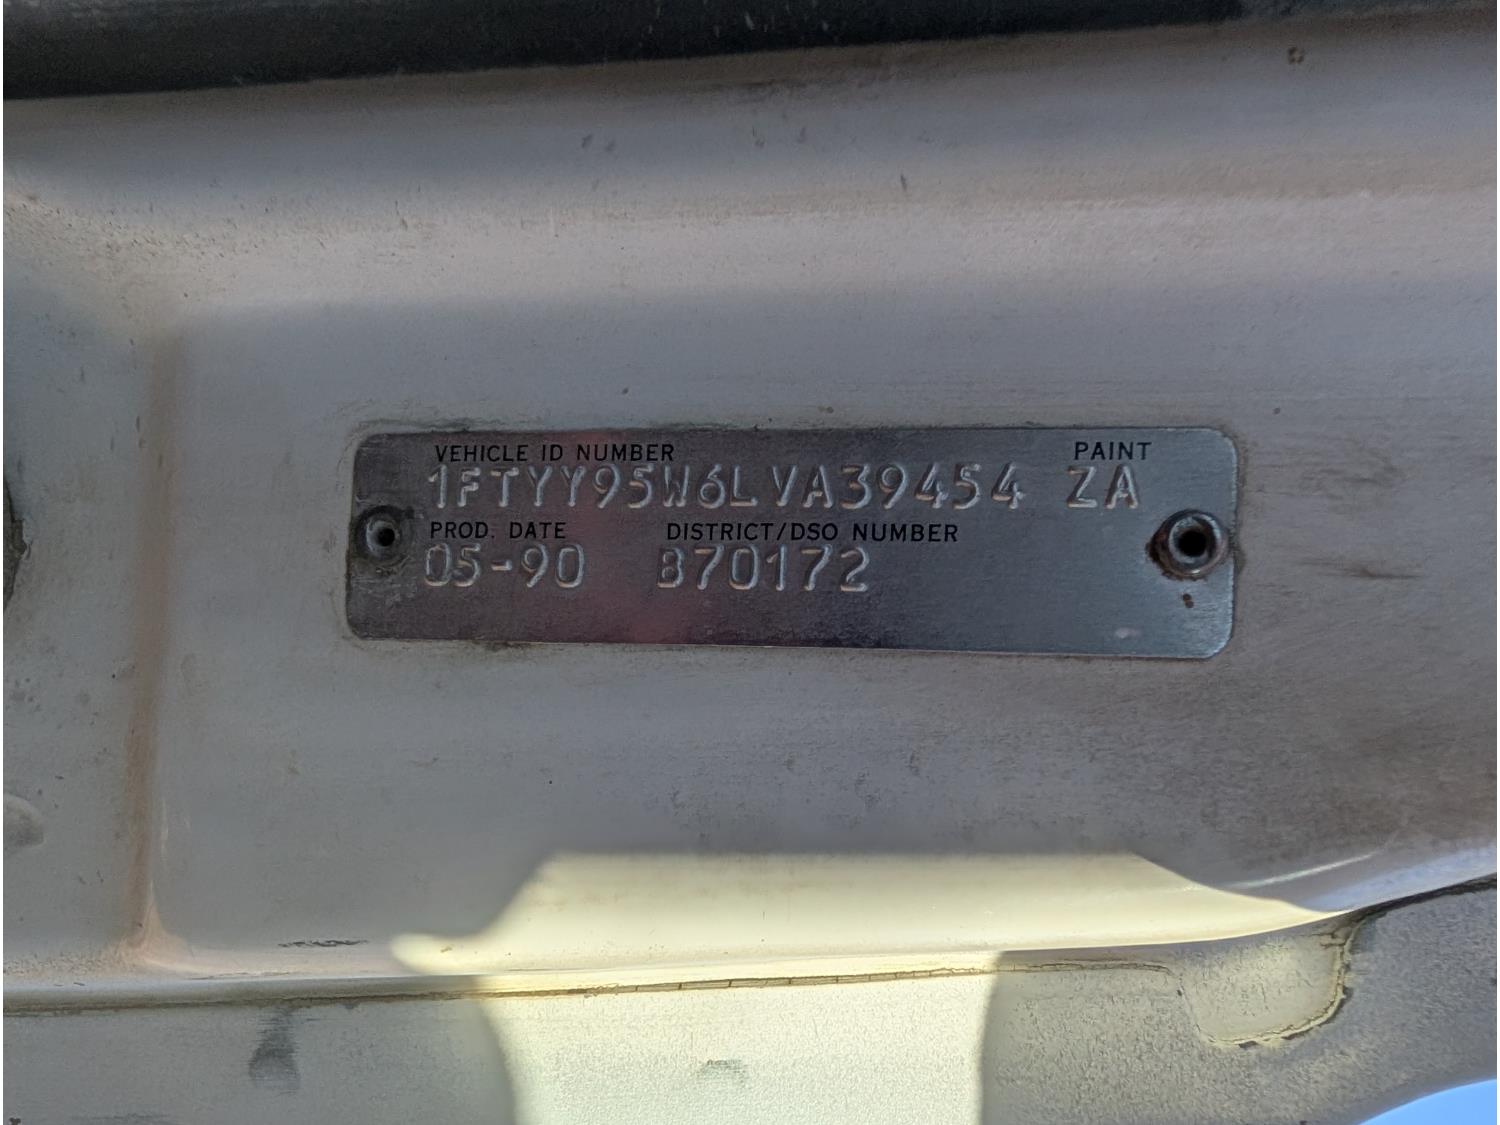 VEHICLE ID NUMBER PAINT
1FTYY95W6LVA39454 ZA
PROD. DATE DISTRICT/DSO NUMBER
05-90 B70172